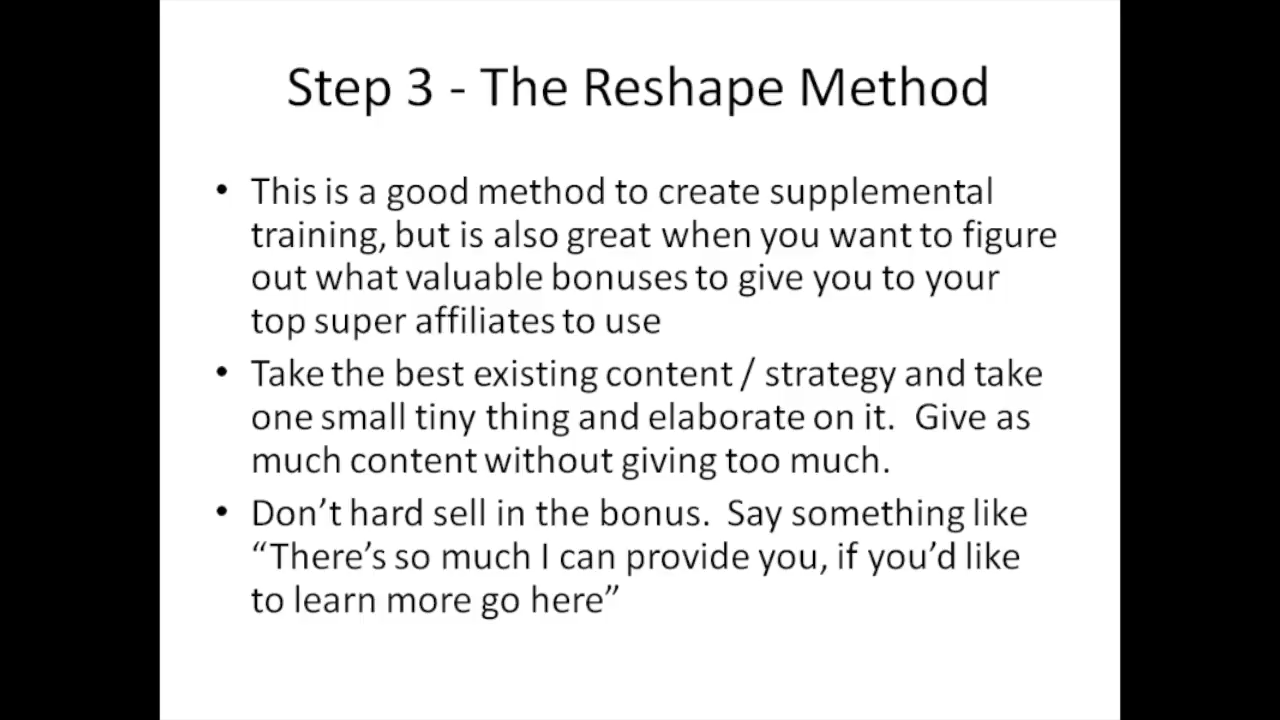 Step 3 - The Reshape Method
• This is a good method to create supplemental
training, but is also great when you want to figure
out what valuable bonuses to give you to your
top super affiliates to use
• Take the best existing content / strategy and take
one small tiny thing and elaborate on it.  Give as
much content without giving too much.
• Don’t hard sell in the bonus.  Say something like
“There’s so much I can provide you, if you’d like
to learn more go here”